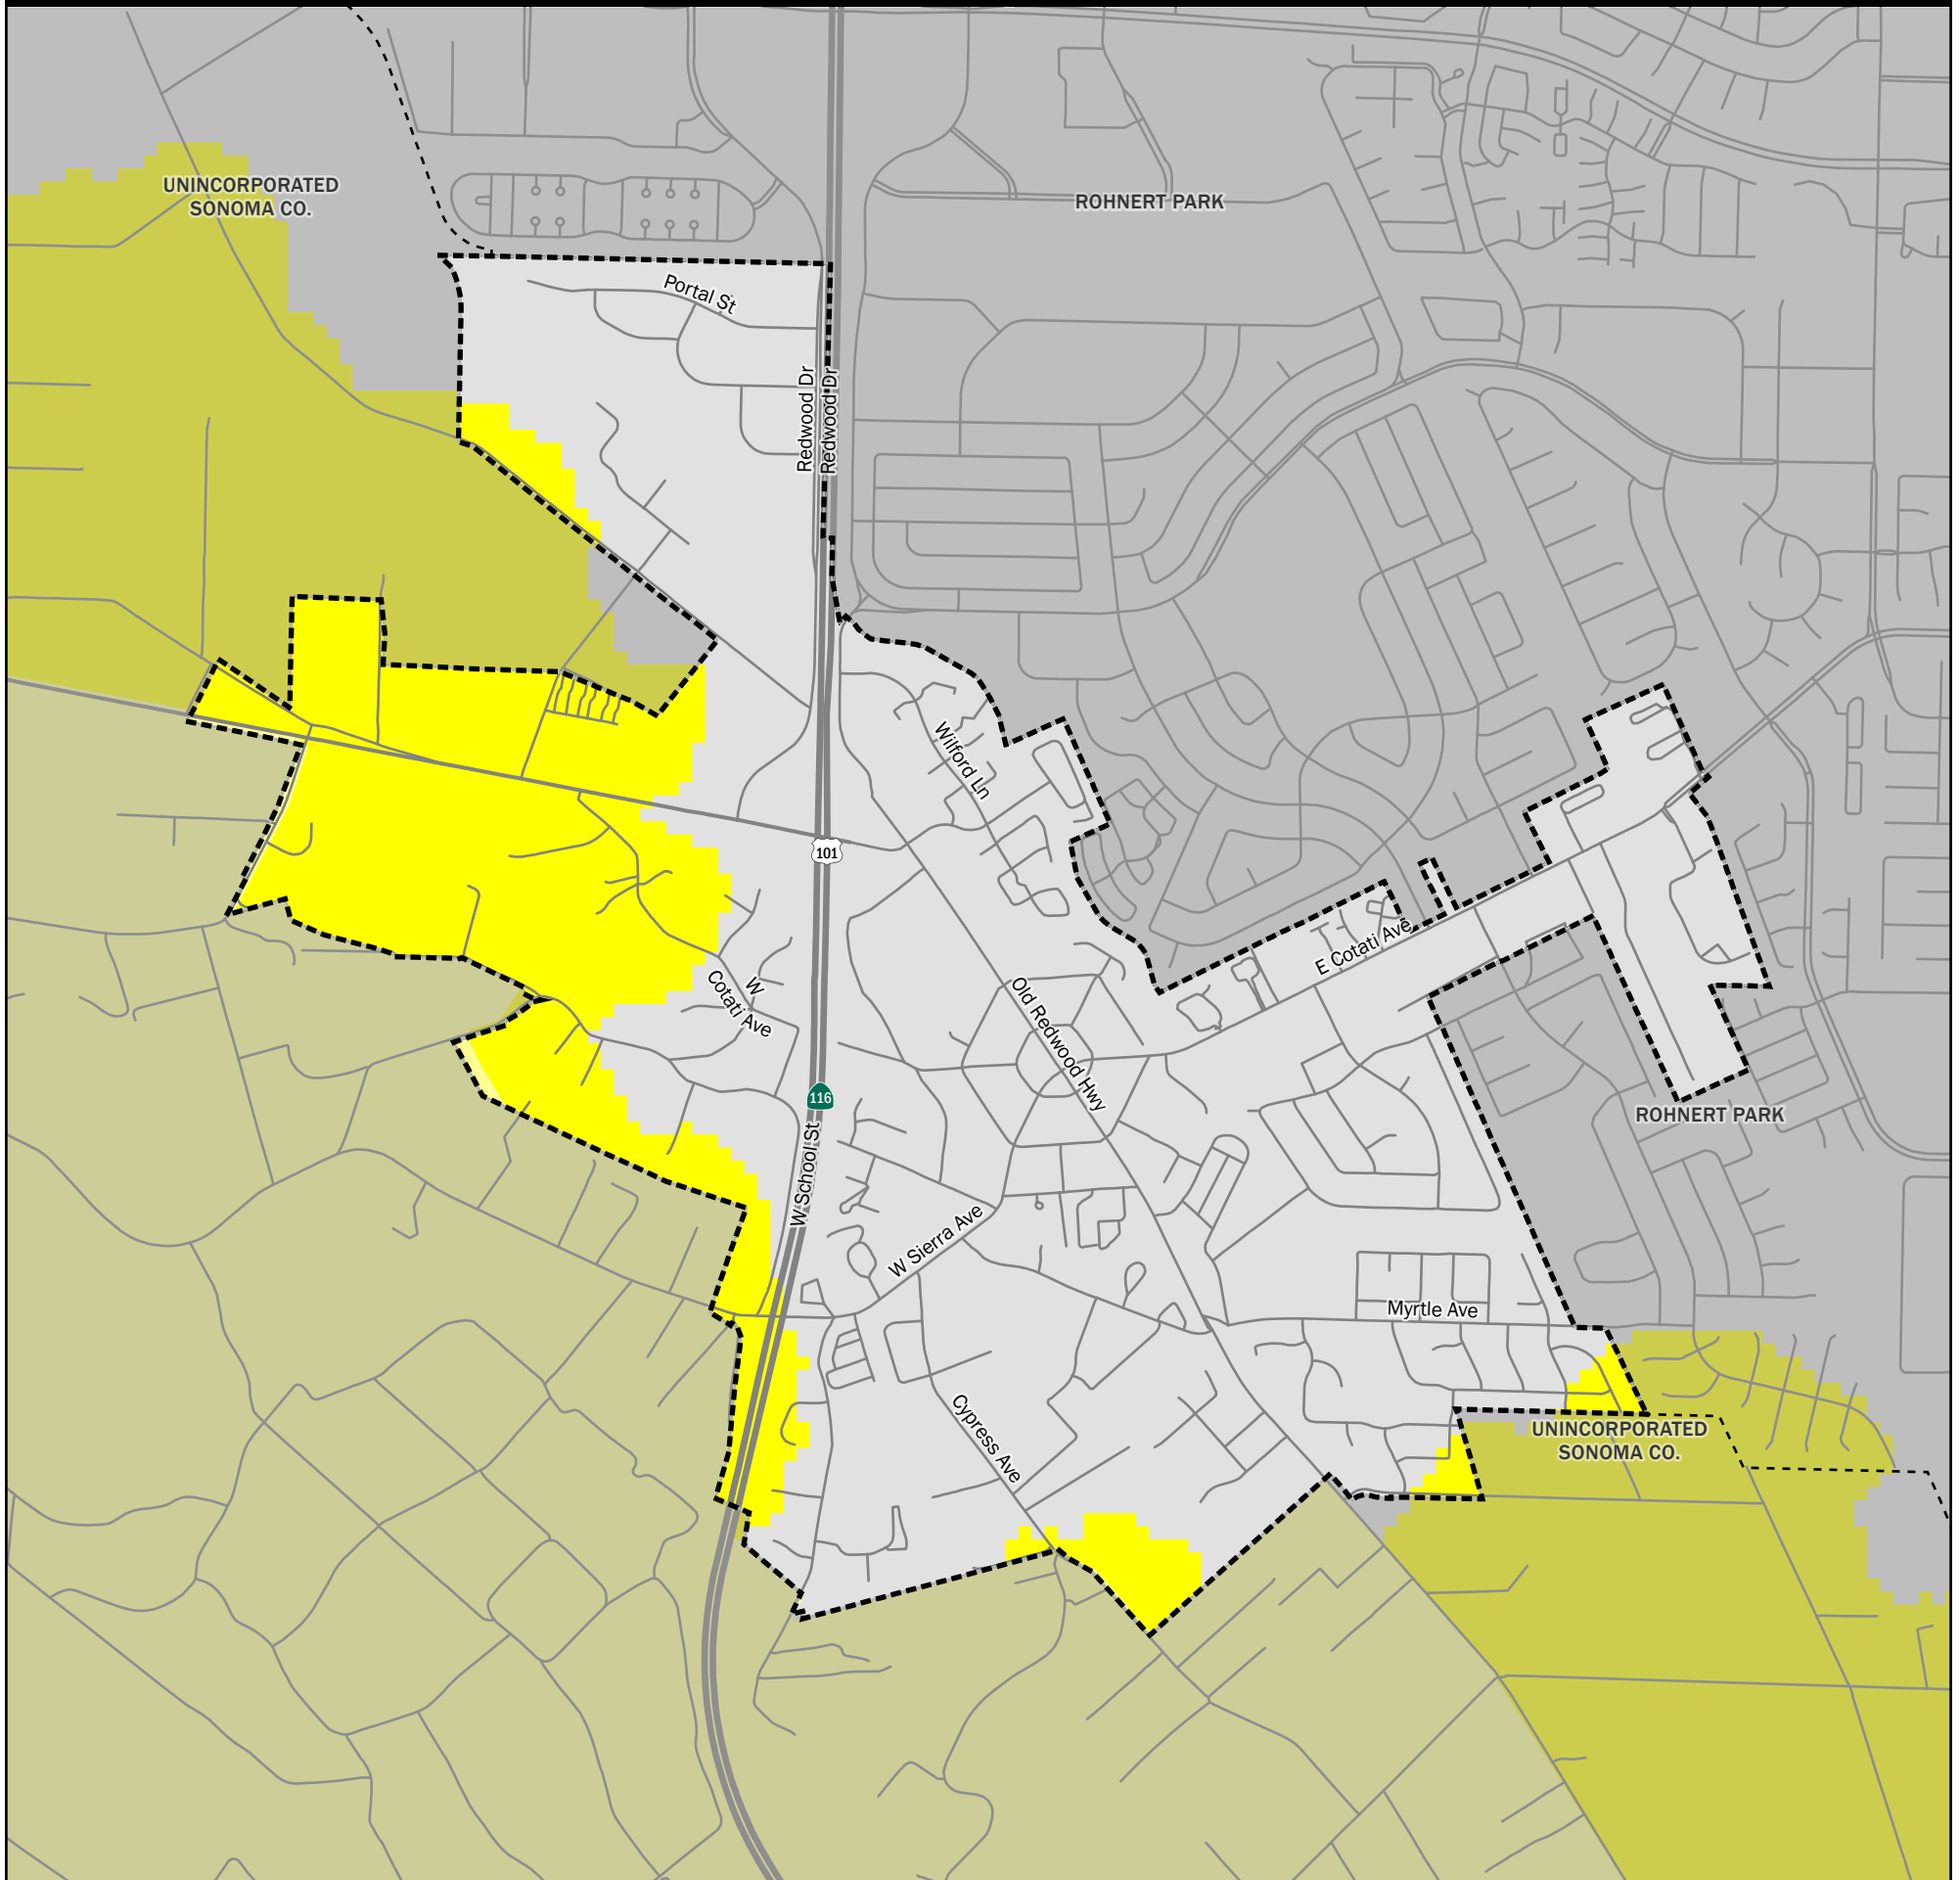 UNINCORPORATED
SONOMA CO.
ROHNERT PARK
Portal St
Redwood Dr
Redwood Dr
Wilford Ln
101
E Cotati Ave
W
Cotati Ave
Old Redwood Hwy
116
ROHNERT PARK
W School St
W Sierra Ave
Myrtle Ave
Cypress Ave
UNINCORPORATED
SONOMA CO.